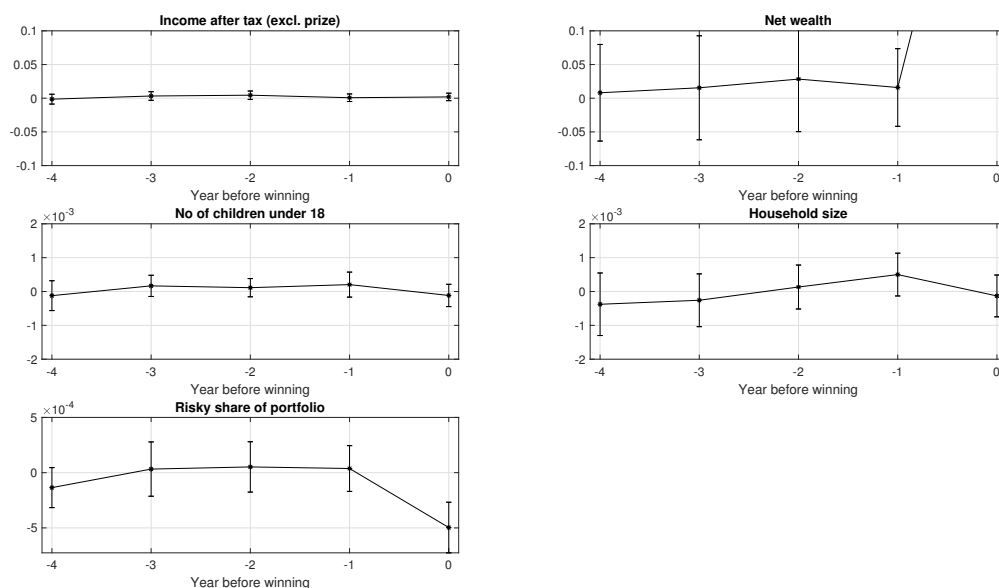 Income after tax (excl. prize)
0.1
0.05
0
-0.05
-0.1
-4 -3 -2 -1 0
Year before winning
Net wealth
0.1
0.05
0
-0.05
-0.1
-4 -3 -2 -1 0
Year before winning
×10-3
No of children under 18
2
1
0
-1
-2
-4 -3 -2 -1 0
Year before winning
×10-3
Household size
2
1
0
-1
-2
-4 -3 -2 -1 0
Year before winning
×10-4
Risky share of portfolio
5
0
-5
-4 -3 -2 -1 0
Year before winning